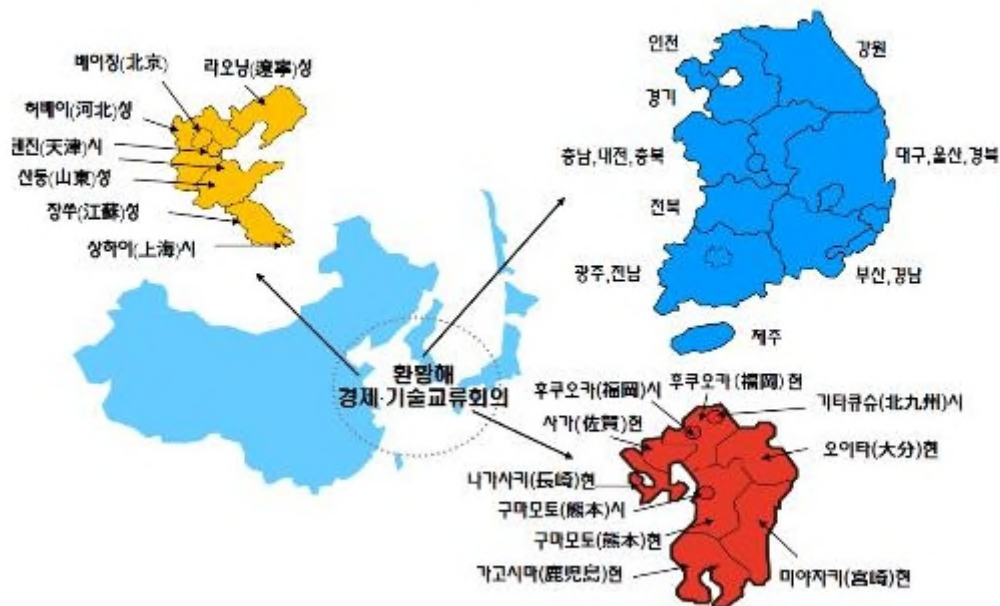 베이징(北京)
랴오닝(遼寧)성
허베이(河北)성
텐진(天津)시
산둥(山東)성
장쑤(江蘇)성
상하이(上海)시
인천
강원
경기
충남,대전,충북
대구,울산,경북
전북
광주,전남
부산,경남
제주
환황해
경제·기술교류회의
후쿠오카(福岡)시
후쿠오카(福岡)현
기타큐슈(北九州)시
사가(佐賀)현
오이타(大分)현
나가사키(長崎)현
구마모토(熊本)시
구마모토(熊本)현
가고시마(鹿児島)현
미야자키(宮崎)현